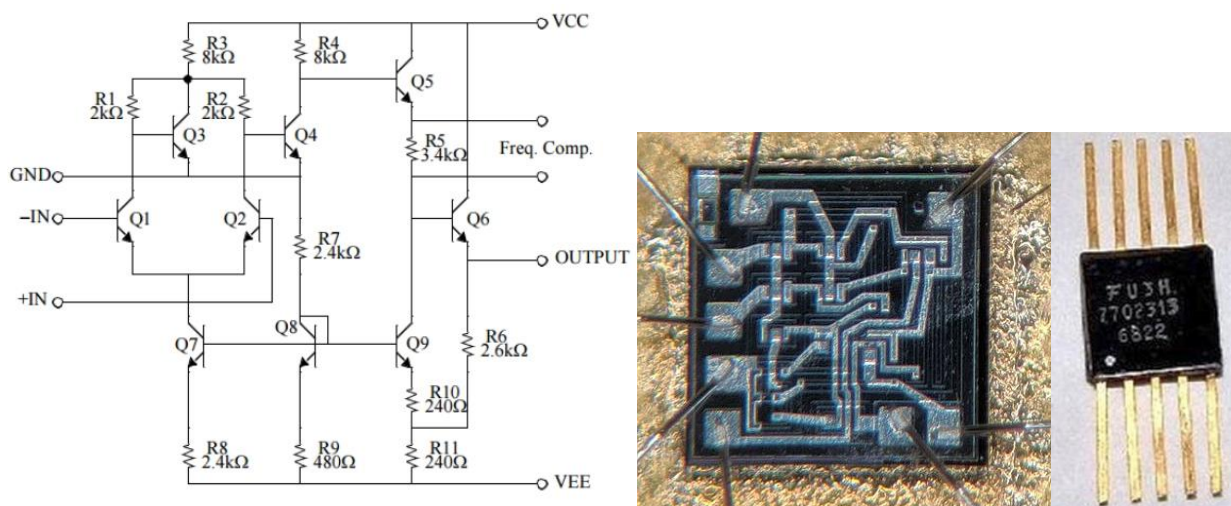 VCC
R3
8kΩ
R4
8kΩ
Q5
R1
2kΩ
R2
2kΩ
Q3
Q4
R5
3.4kΩ
Freq. Comp.
GND
−IN
Q1
Q2
Q6
R7
2.4kΩ
OUTPUT
+IN
Q7
Q8
Q9
R6
2.6kΩ
R10
240Ω
R8
2.4kΩ
R9
480Ω
R11
240Ω
VEE
FU3H
7702313
6822